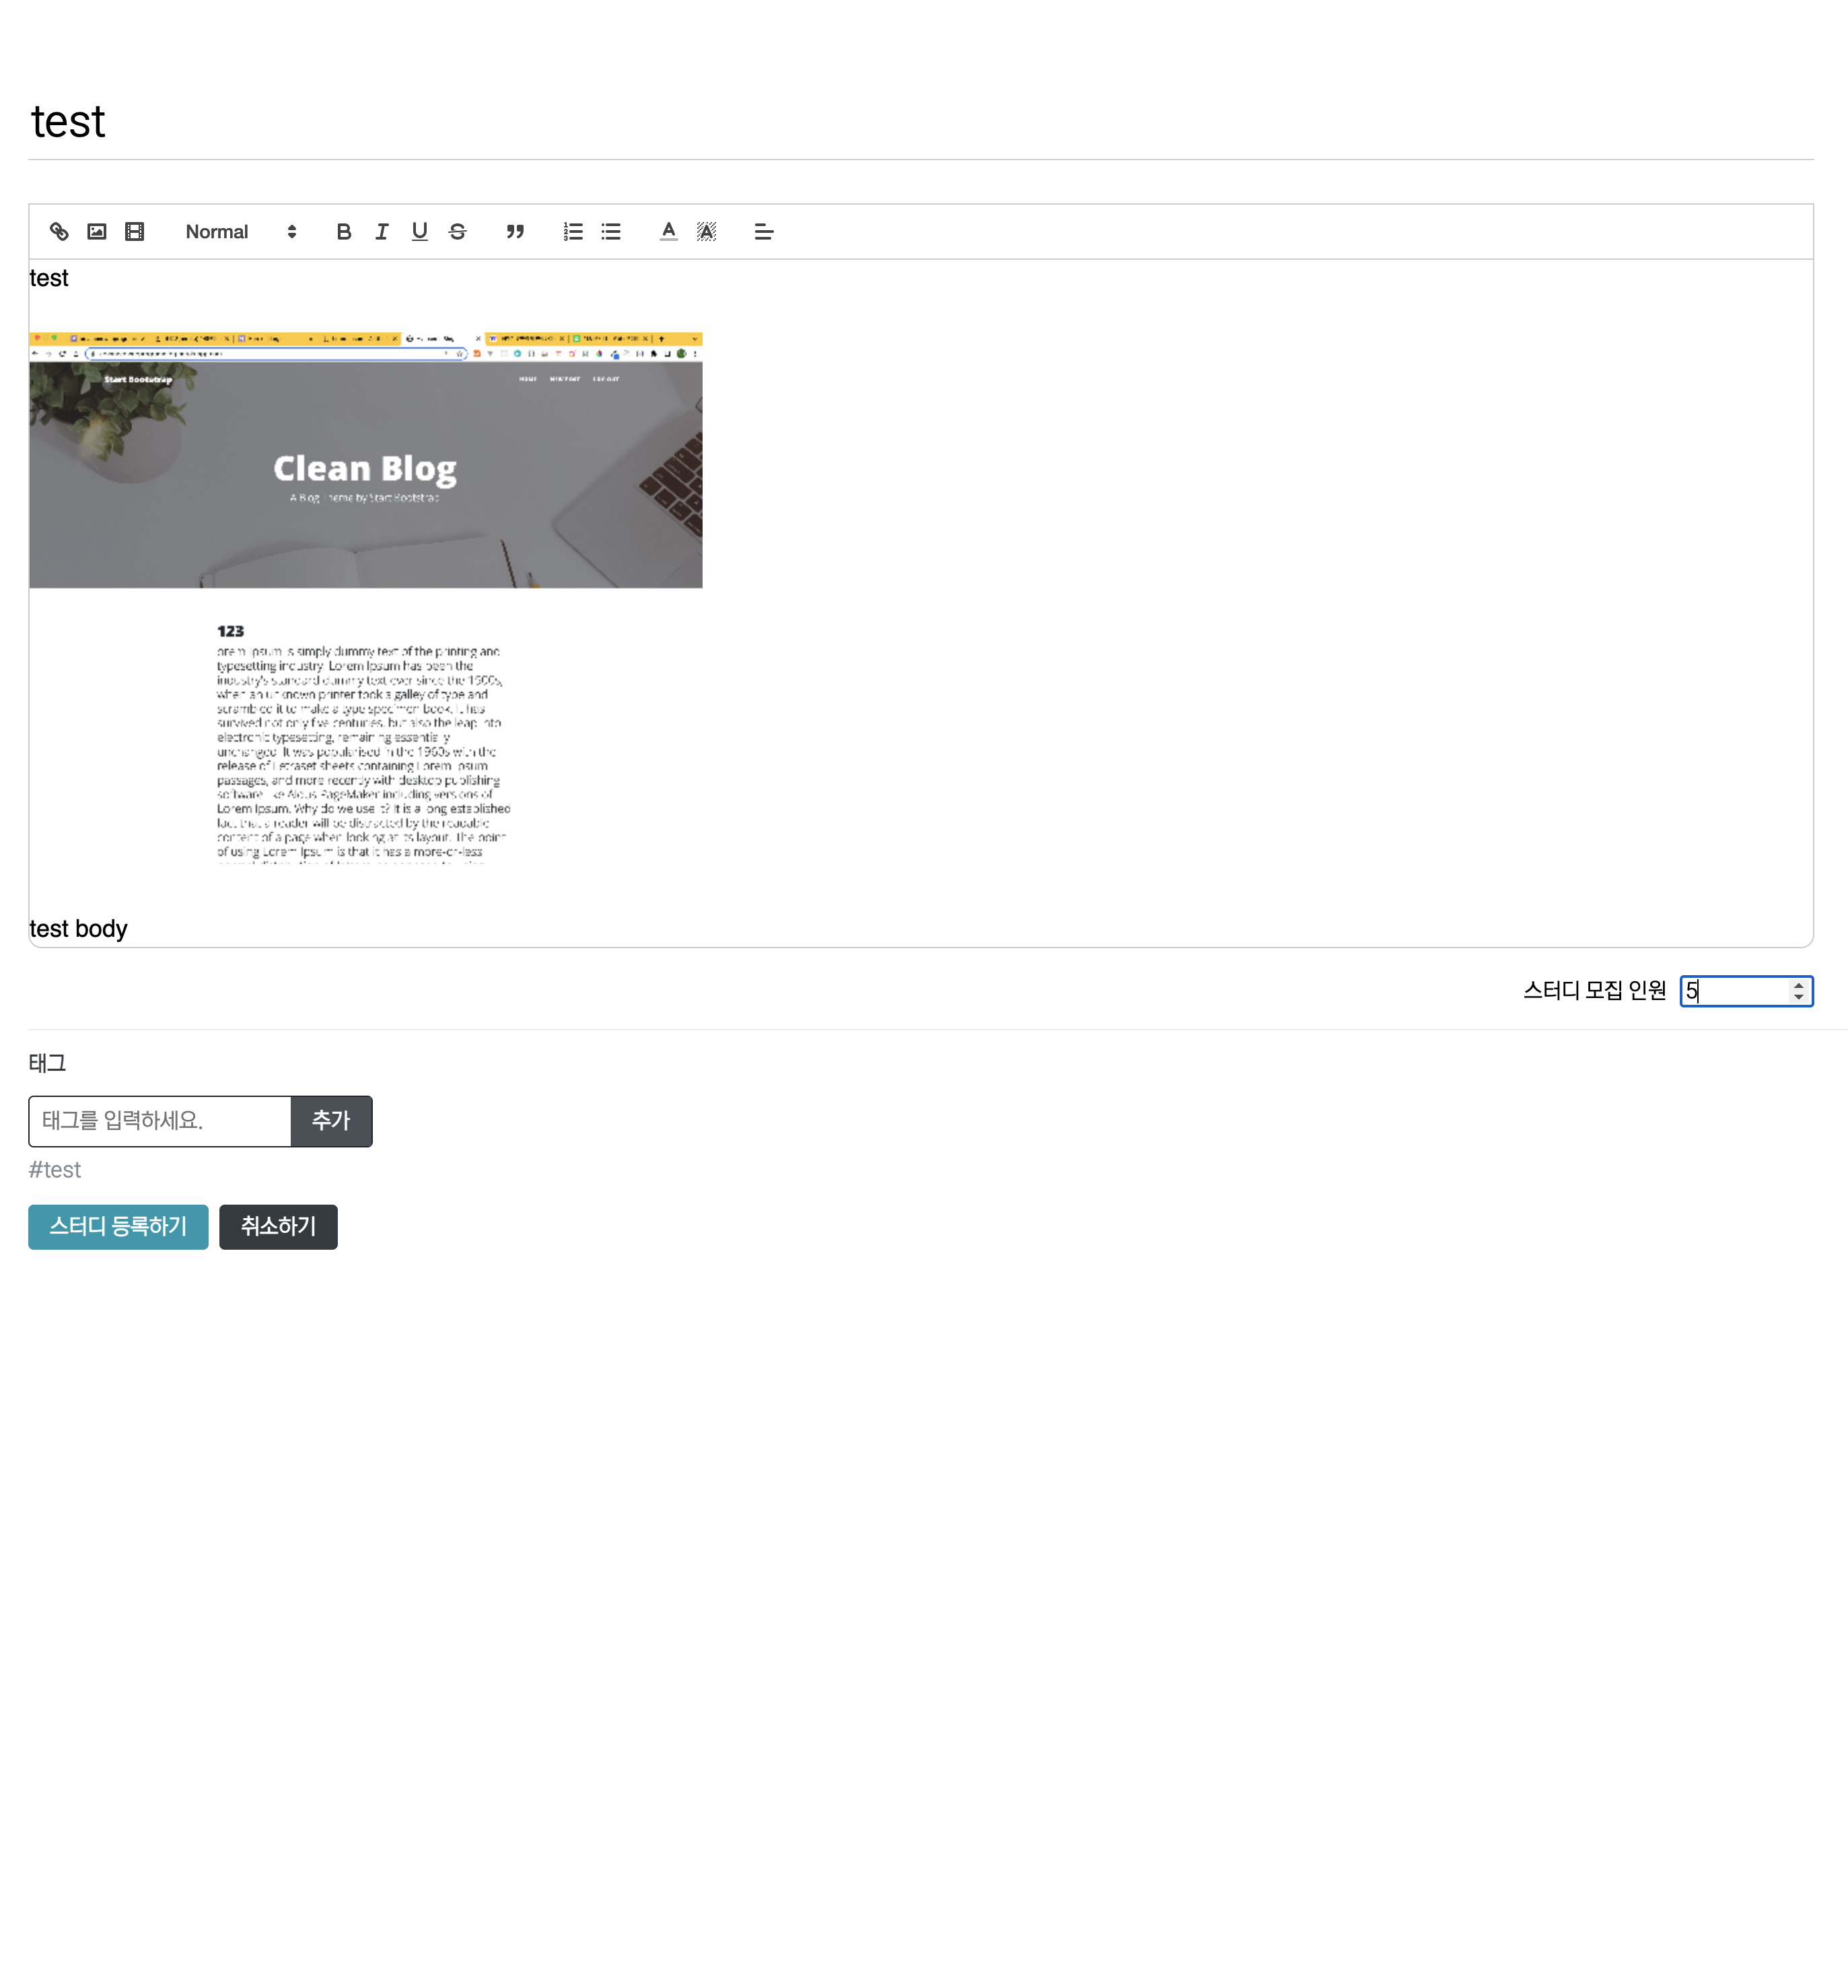 test
Normal
test
Start Bootstrap
HOME NEW POST LOG OUT
Clean Blog
A Blog Theme by Start Bootstrap
123
orem Ipsum is simply dummy text of the printing and
typesetting industry. Lorem Ipsum has been the
industry's standard dummy text ever since the 1500s,
when an unknown printer took a galley of type and
scrambled it to make a type specimen book. It has
survived not only five centuries, but also the leap into
electronic typesetting, remaining essentially
unchanged. It was popularised in the 1960s with the
release of Letraset sheets containing Lorem Ipsum
passages, and more recently with desktop publishing
software like Aldus PageMaker including versions of
Lorem Ipsum. Why do we use it? It is a long established
fact that a reader will be distracted by the readable
content of a page when looking at its layout. The point
of using Lorem Ipsum is that it has a more-or-less
test body
스터디 모집 인원 5
태그
태그를 입력하세요. 추가
#test
스터디 등록하기 취소하기